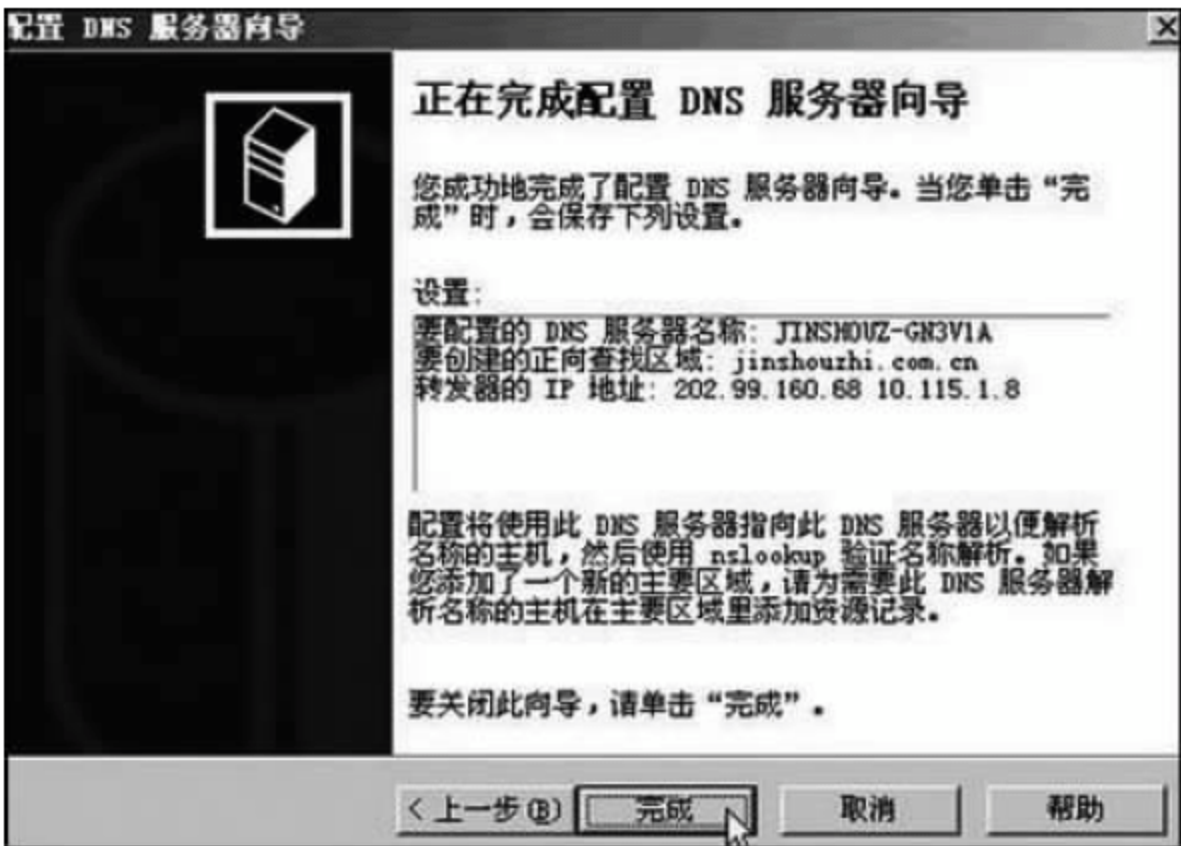 配置 DNS 服务器向导
正在完成配置 DNS 服务器向导
您成功地完成了配置 DNS 服务器向导。当您单击“完
成”时，会保存下列设置。
设置:
要配置的 DNS 服务器名称: JINSHOUZ-GN3V1A
要创建的正向查找区域: jinshouzhi.com.cn
转发器的 IP 地址: 202.99.160.68 10.115.1.8
配置将使用此 DNS 服务器指向此 DNS 服务器以便解析
名称的主机，然后使用 nslookup 验证名称解析。如果
您添加了一个新的主要区域，请为需要此 DNS 服务器解
析名称的主机在主要区域里添加资源记录。
要关闭此向导，请单击“完成”。
< 上一步(B) 完成 取消 帮助